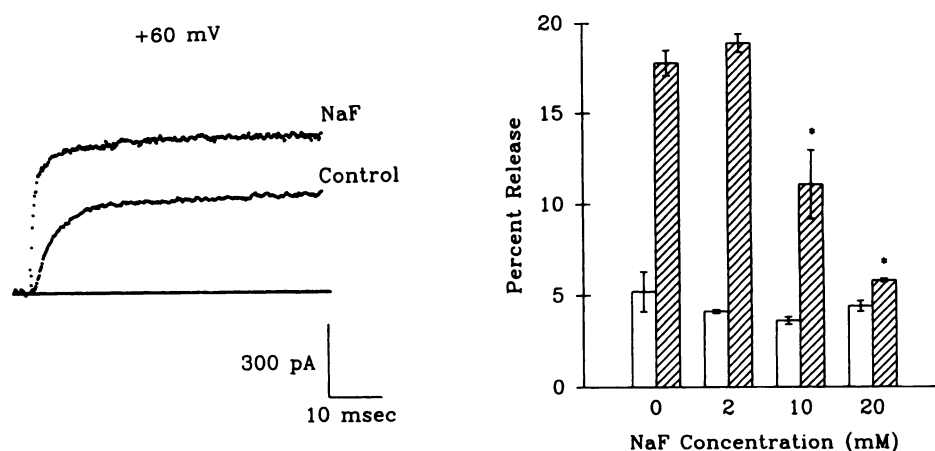 +60 mV
NaF
Control
300 pA
10 msec
Percent Release
20
15
10
5
0
*
*
0 2 10 20
NaF Concentration (mM)